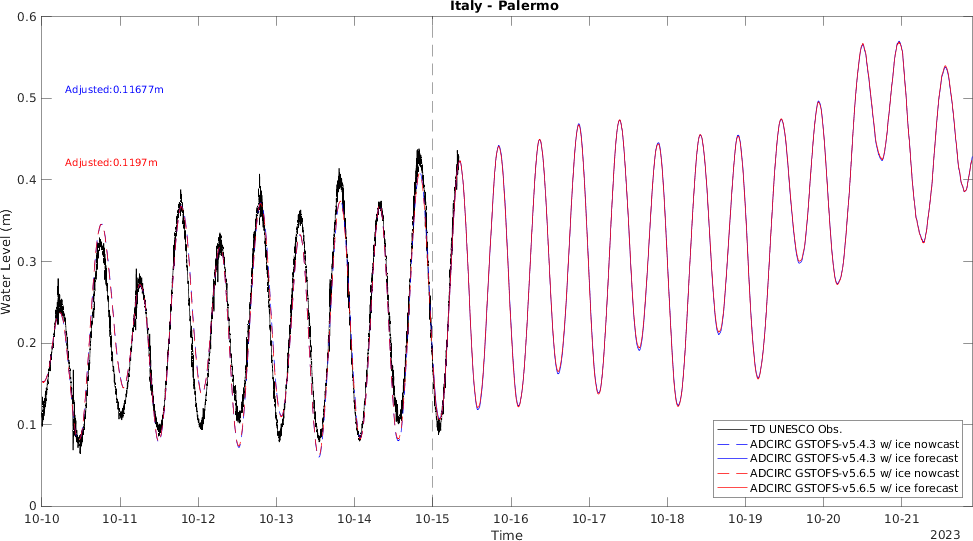 Italy - Palermo
0.6
0.5
0.4
0.3
0.2
0.1
0
Water Level (m)
Adjusted:0.11677m
Adjusted:0.1197m
TD UNESCO Obs.
ADCIRC GSTOFS-v5.4.3 w/ ice nowcast
ADCIRC GSTOFS-v5.4.3 w/ ice forecast
ADCIRC GSTOFS-v5.6.5 w/ ice nowcast
ADCIRC GSTOFS-v5.6.5 w/ ice forecast
10-10 10-11 10-12 10-13 10-14 10-15 10-16 10-17 10-18 10-19 10-20 10-21
Time
2023